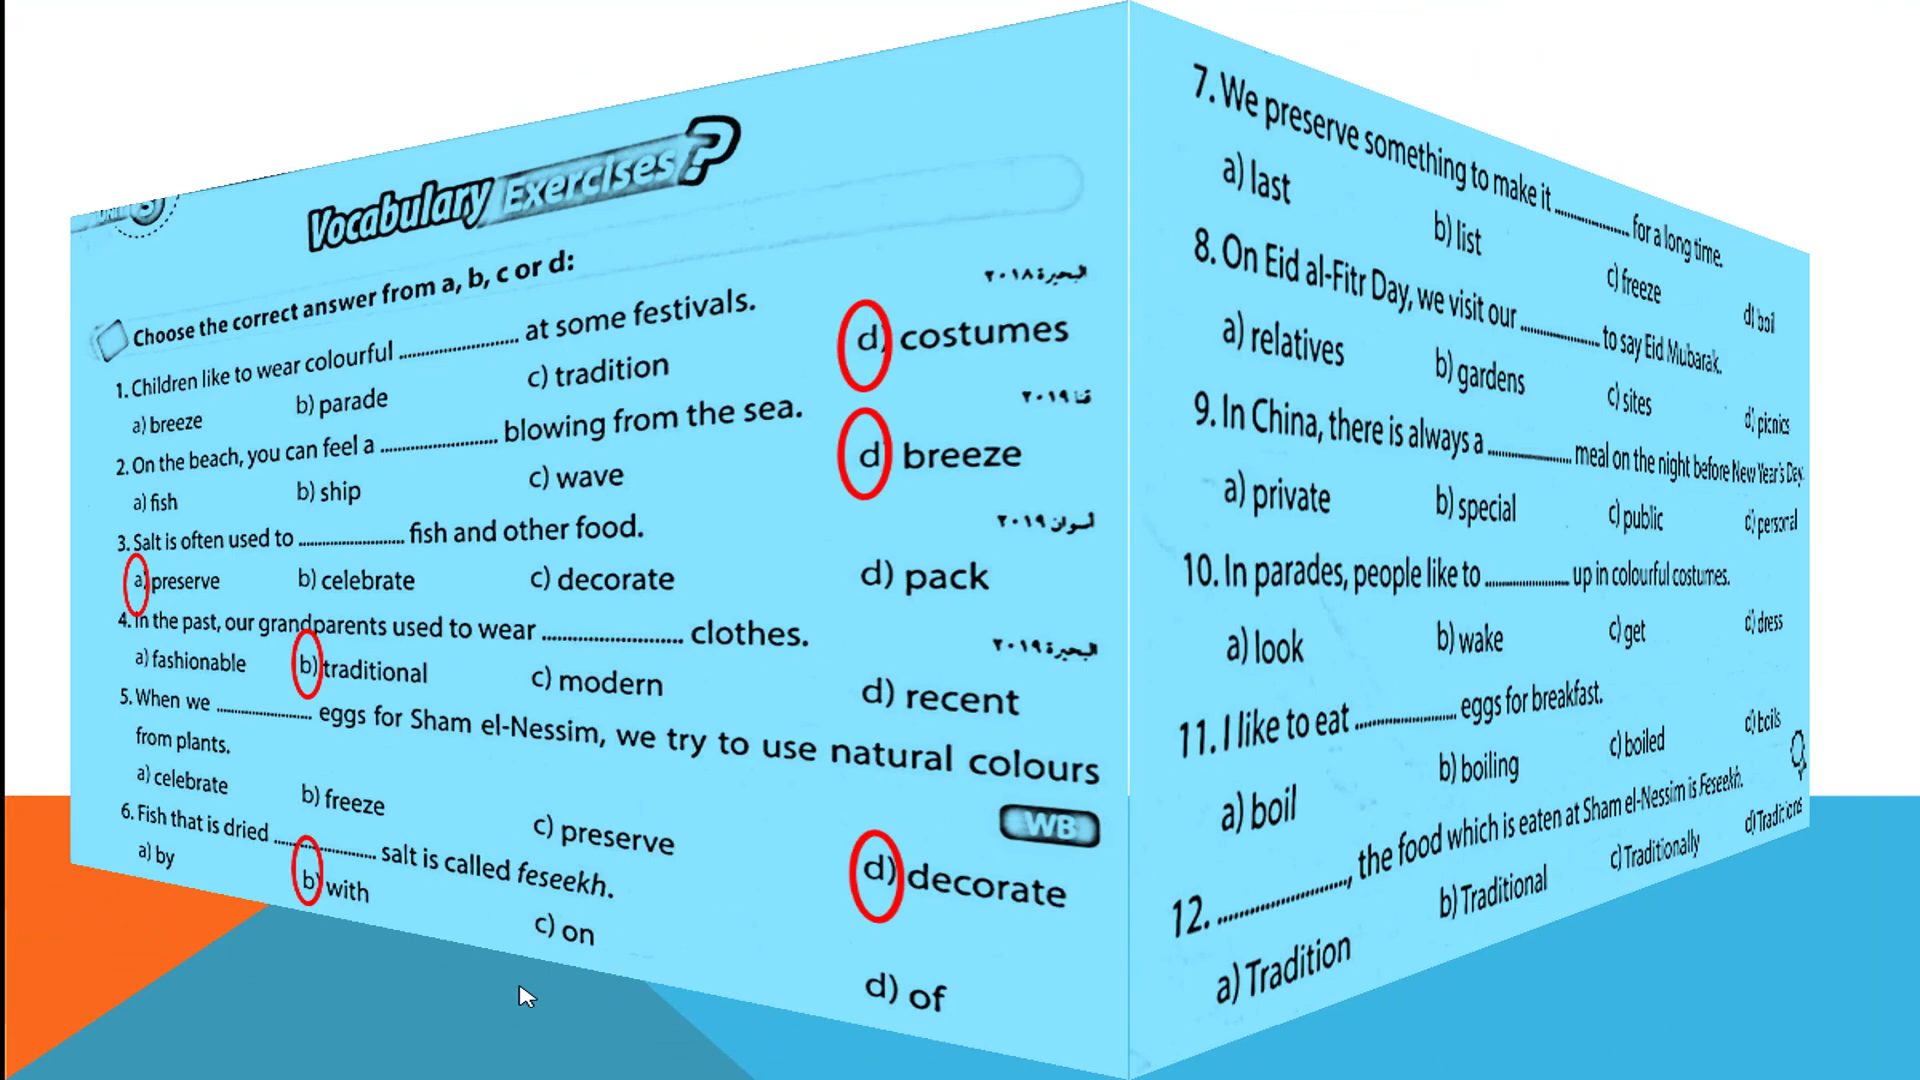 Vocabulary Exercises?
Choose the correct answer from a, b, c or d:
1. Children like to wear colourful .................... at some festivals. البحيرة ٢٠١٨
a) breeze b) parade c) tradition d) costumes
2. On the beach, you can feel a .................... blowing from the sea. قنا ٢٠١٩
a) fish b) ship c) wave d) breeze
3. Salt is often used to .................... fish and other food. أسوان ٢٠١٩
a) preserve b) celebrate c) decorate d) pack
4. In the past, our grandparents used to wear .................... clothes. البحيرة ٢٠١٩
a) fashionable b) traditional c) modern d) recent
5. When we .................... eggs for Sham el-Nessim, we try to use natural colours
from plants. WB
a) celebrate b) freeze c) preserve d) decorate
6. Fish that is dried .................... salt is called feseekh.
a) by b) with c) on d) of
7. We preserve something to make it .................... for a long time.
a) last b) list c) freeze d) boil
8. On Eid al-Fitr Day, we visit our .................... to say Eid Mubarak.
a) relatives b) gardens c) sites d) picnics
9. In China, there is always a .................... meal on the night before New Year's Day
a) private b) special c) public d) personal
10. In parades, people like to .................... up in colourful costumes.
a) look b) wake c) get d) dress
11. I like to eat .................... eggs for breakfast.
a) boil b) boiling c) boiled d) boils
12. ...................., the food which is eaten at Sham el-Nessim is Feseekh.
a) Tradition b) Traditional c) Traditionally d) Traditions